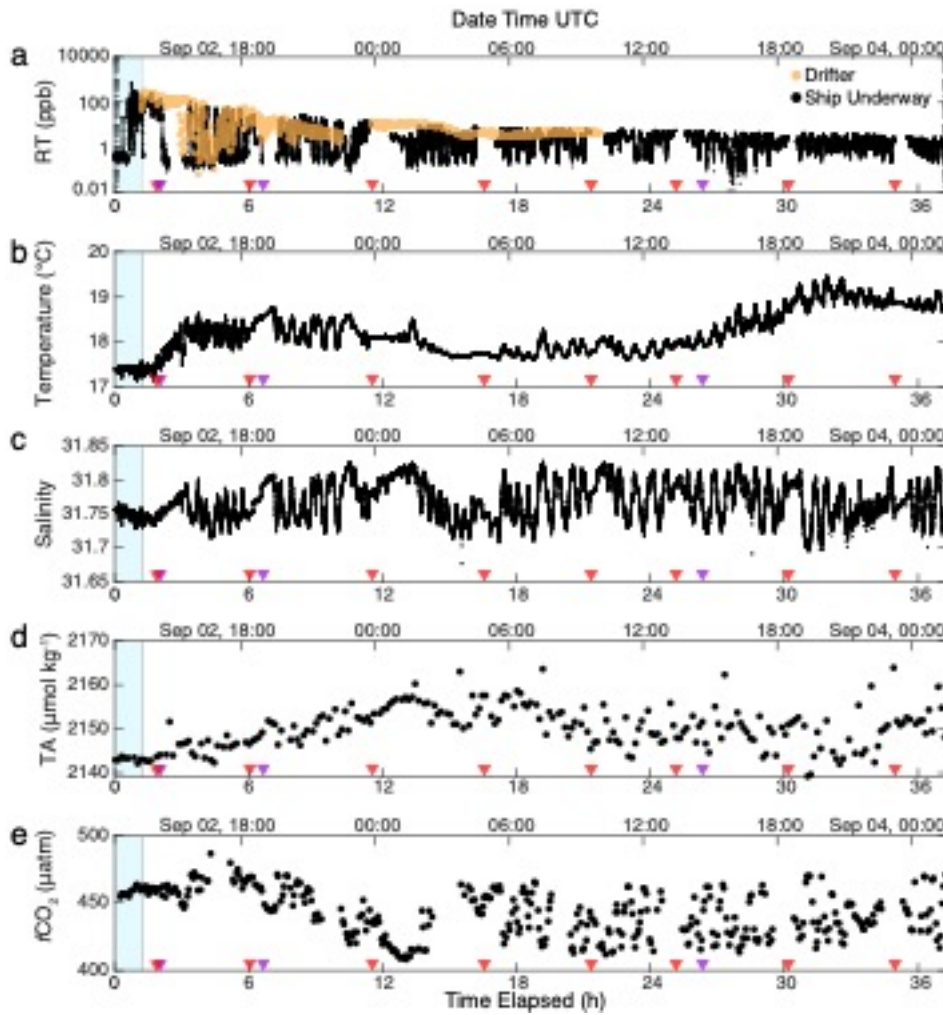 Date Time UTC
a
Sep 02, 18:00 00:00 06:00 12:00 18:00 Sep 04, 00:00
10000
100
1
0.01
RT (ppb)
Drifter
Ship Underway
0 6 12 18 24 30 36
b
Sep 02, 18:00 00:00 06:00 12:00 18:00 Sep 04, 00:00
20
19
18
17
Temperature (°C)
0 6 12 18 24 30 36
c
Sep 02, 18:00 00:00 06:00 12:00 18:00 Sep 04, 00:00
31.85
31.8
31.75
31.7
31.65
Salinity
0 6 12 18 24 30 36
d
Sep 02, 18:00 00:00 06:00 12:00 18:00 Sep 04, 00:00
2170
2160
2150
2140
TA (µmol kg⁻¹)
0 6 12 18 24 30 36
e
Sep 02, 18:00 00:00 06:00 12:00 18:00 Sep 04, 00:00
500
450
400
fCO₂ (µatm)
0 6 12 18 24 30 36
Time Elapsed (h)